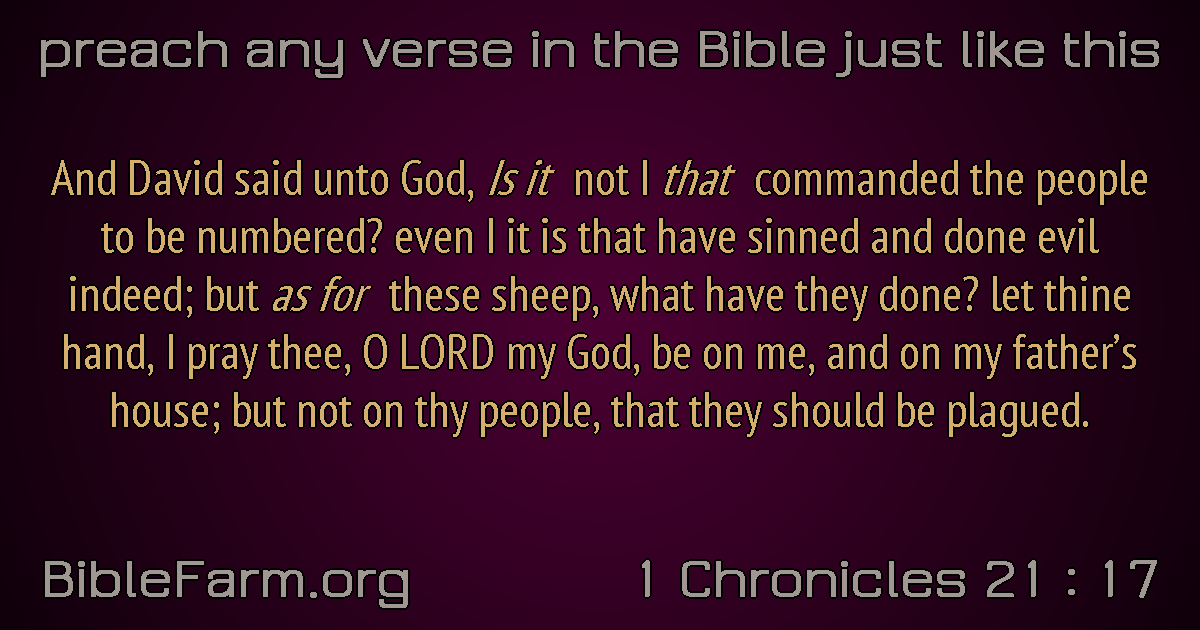 preach any verse in the Bible just like this
And David said unto God, Is it not I that commanded the people
to be numbered? even I it is that have sinned and done evil
indeed; but as for these sheep, what have they done? let thine
hand, I pray thee, O LORD my God, be on me, and on my father’s
house; but not on thy people, that they should be plagued.
BibleFarm.org
1 Chronicles 21 : 17